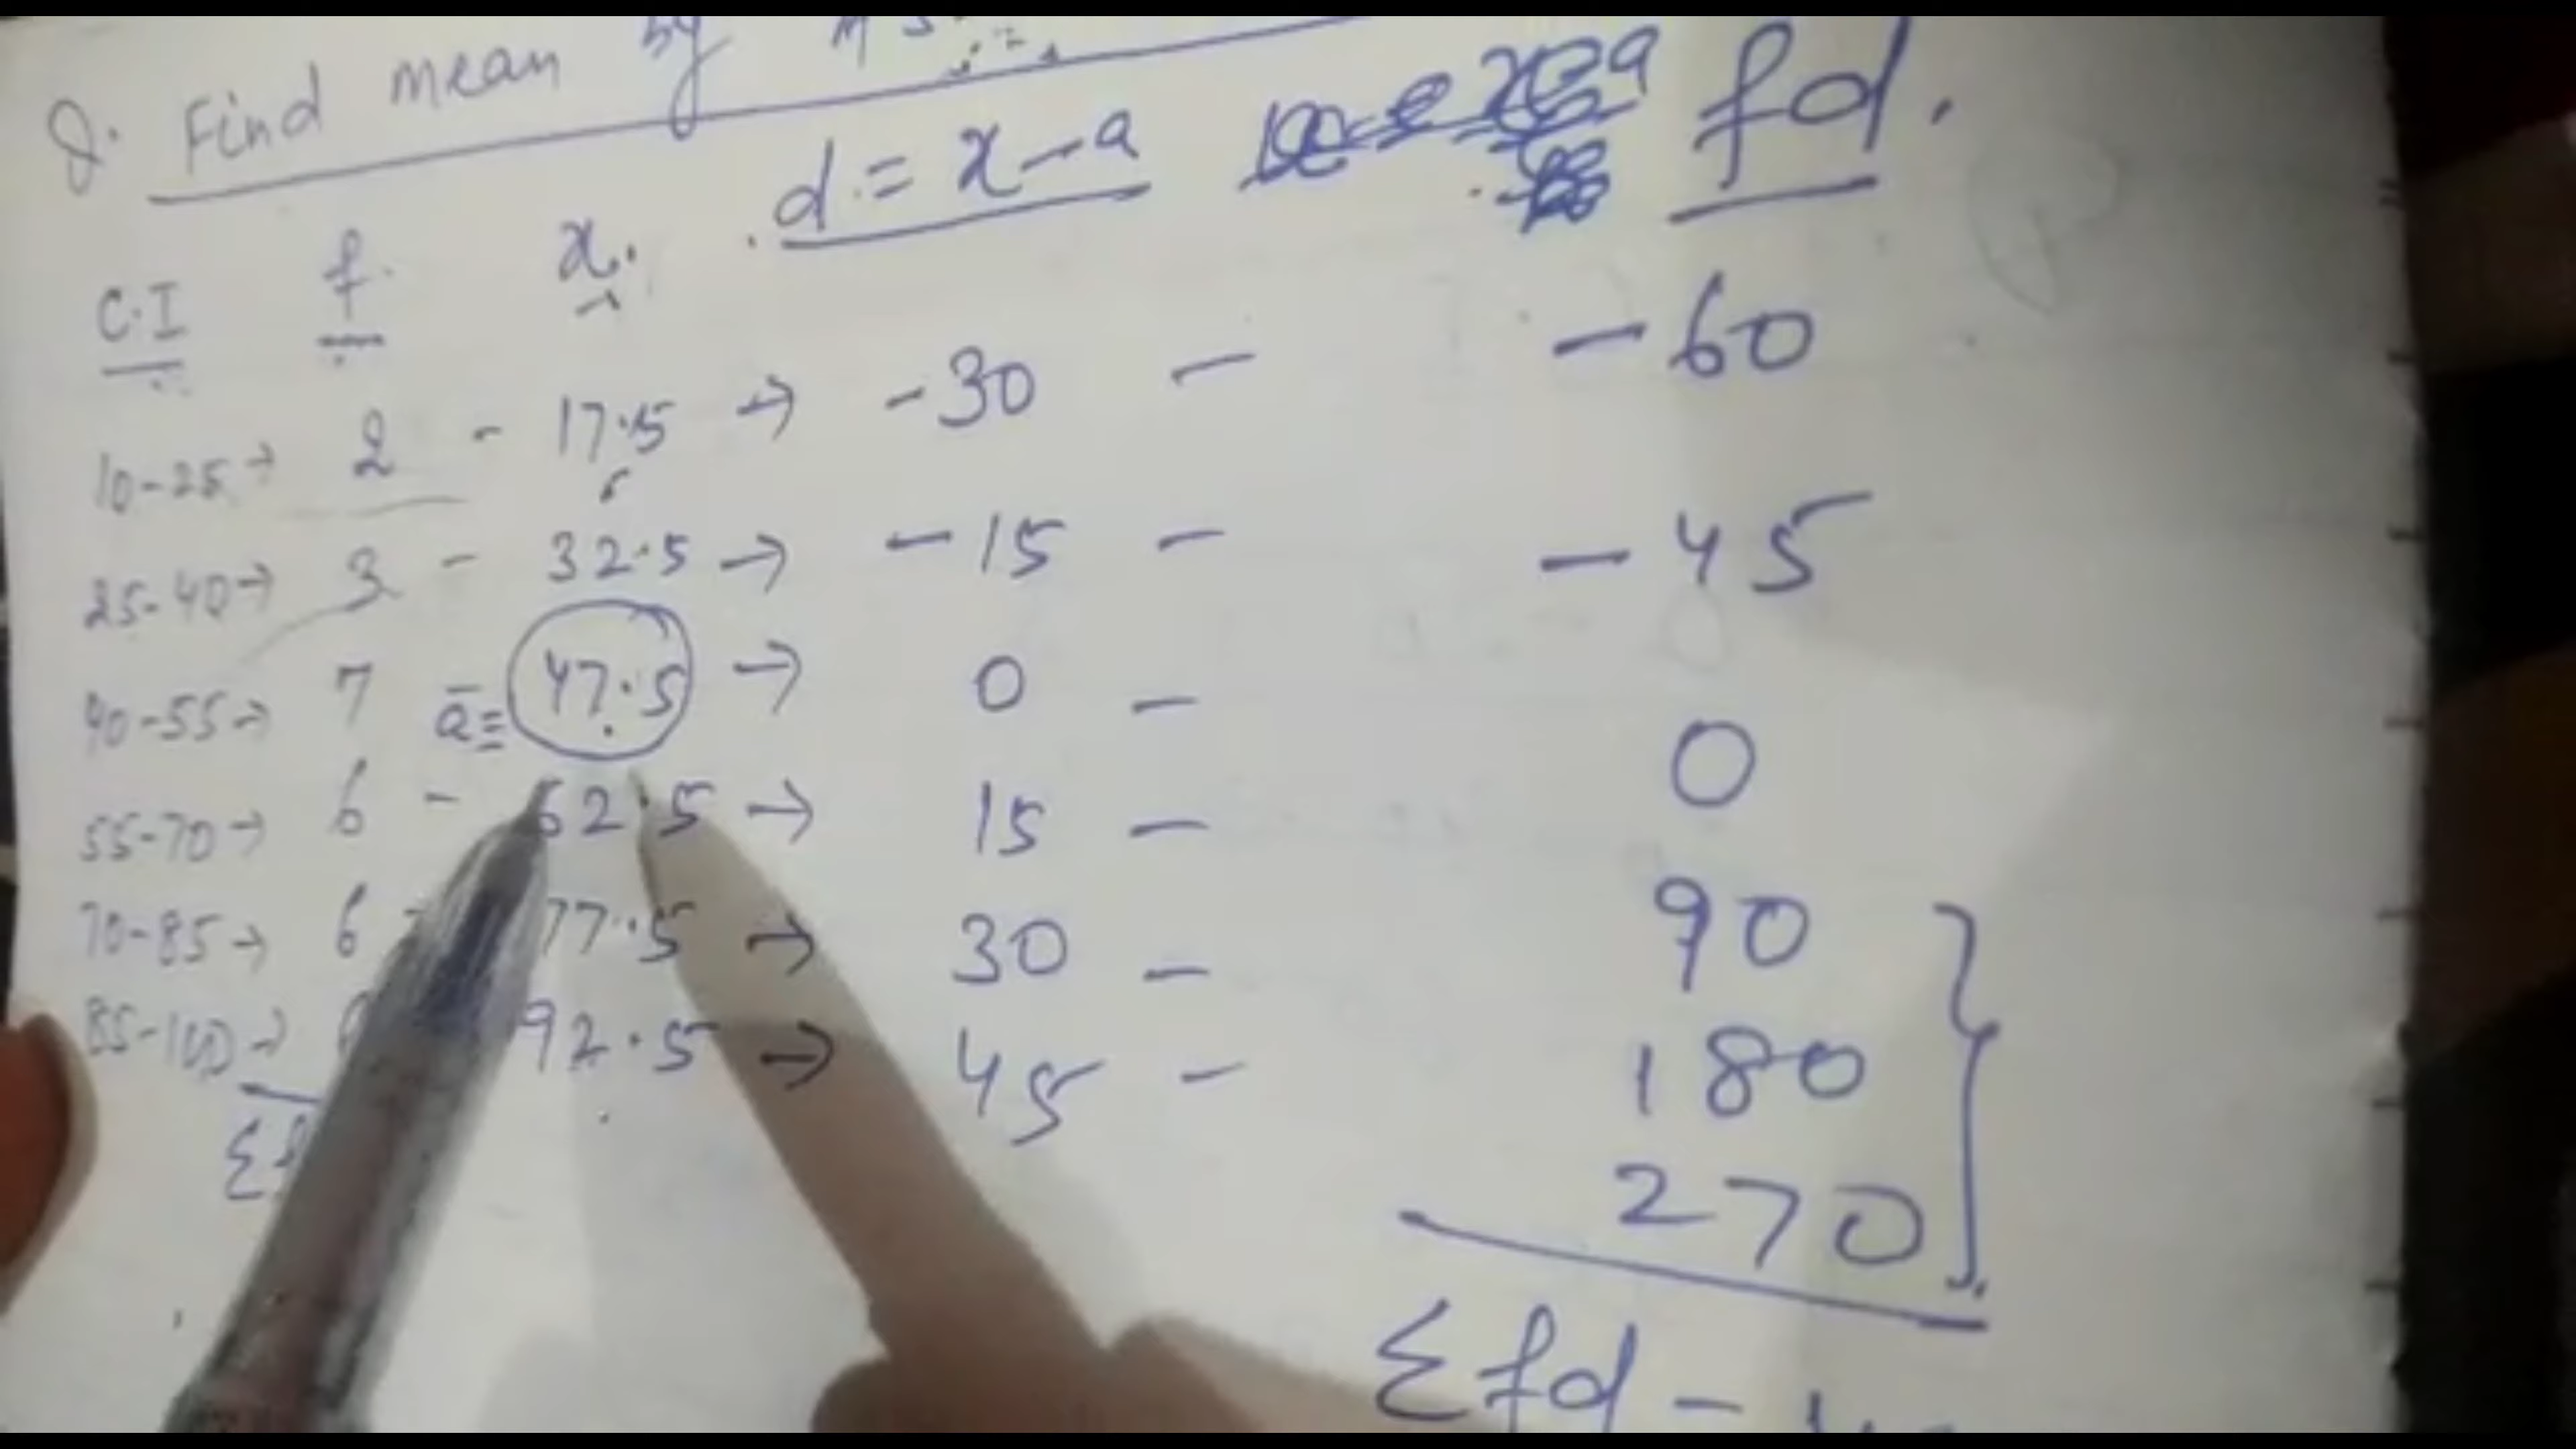 Q. Find mean by
C.I f. x. d = x-a fd.
10-25→ 2 - 17.5 → -30 - -60
25-40→ 3 - 32.5 → -15 - -45
40-55→ 7 a= 47.5 → 0 - 0
55-70→ 6 - 62.5 → 15 - 90
70-85→ 6 - 77.5 → 30 - 180
85-100→ 92.5 → 45 - 270
Σfd -